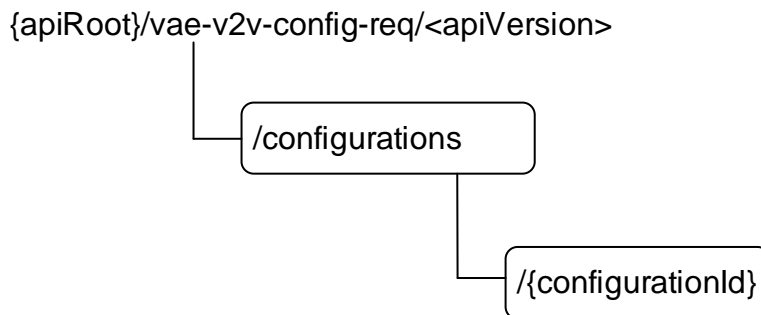 {apiRoot}/vae-v2v-config-req/<apiVersion>
/configurations
/{configurationId}